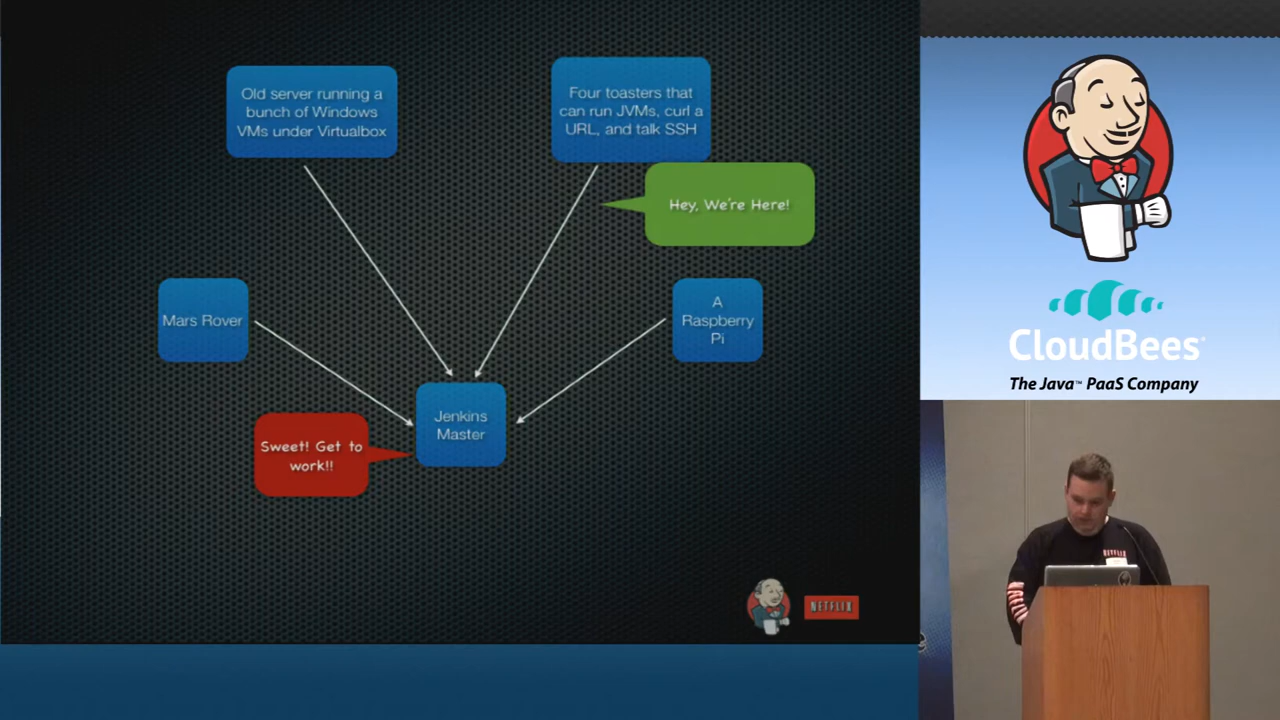 Old server running a
bunch of Windows
VMs under Virtualbox
Four toasters that
can run JVMs, curl a
URL, and talk SSH
Hey, We're Here!
Mars Rover
A
Raspberry
Pi
Jenkins
Master
Sweet! Get to
work!!
NETFLIX
CloudBees
The Java™ PaaS Company
NETFLIX